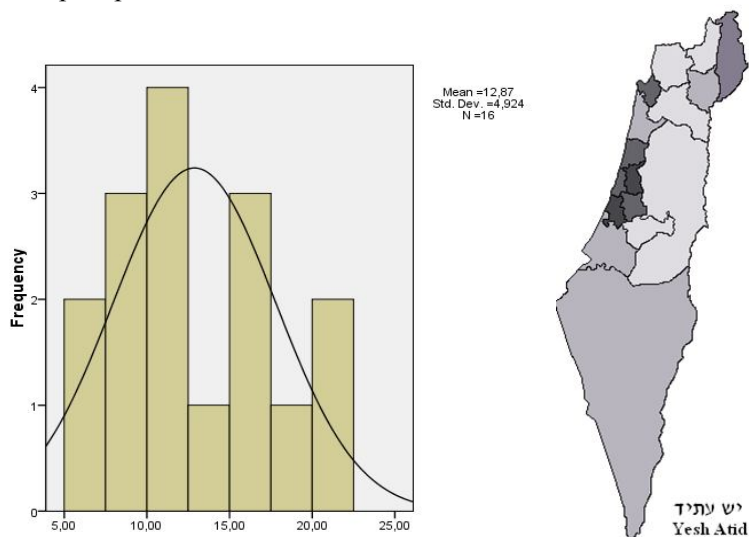 Mean =12,87
Std. Dev. =4,924
N =16
Frequency
4
3
2
1
0
5,00 10,00 15,00 20,00 25,00
יש עתיד
Yesh Atid